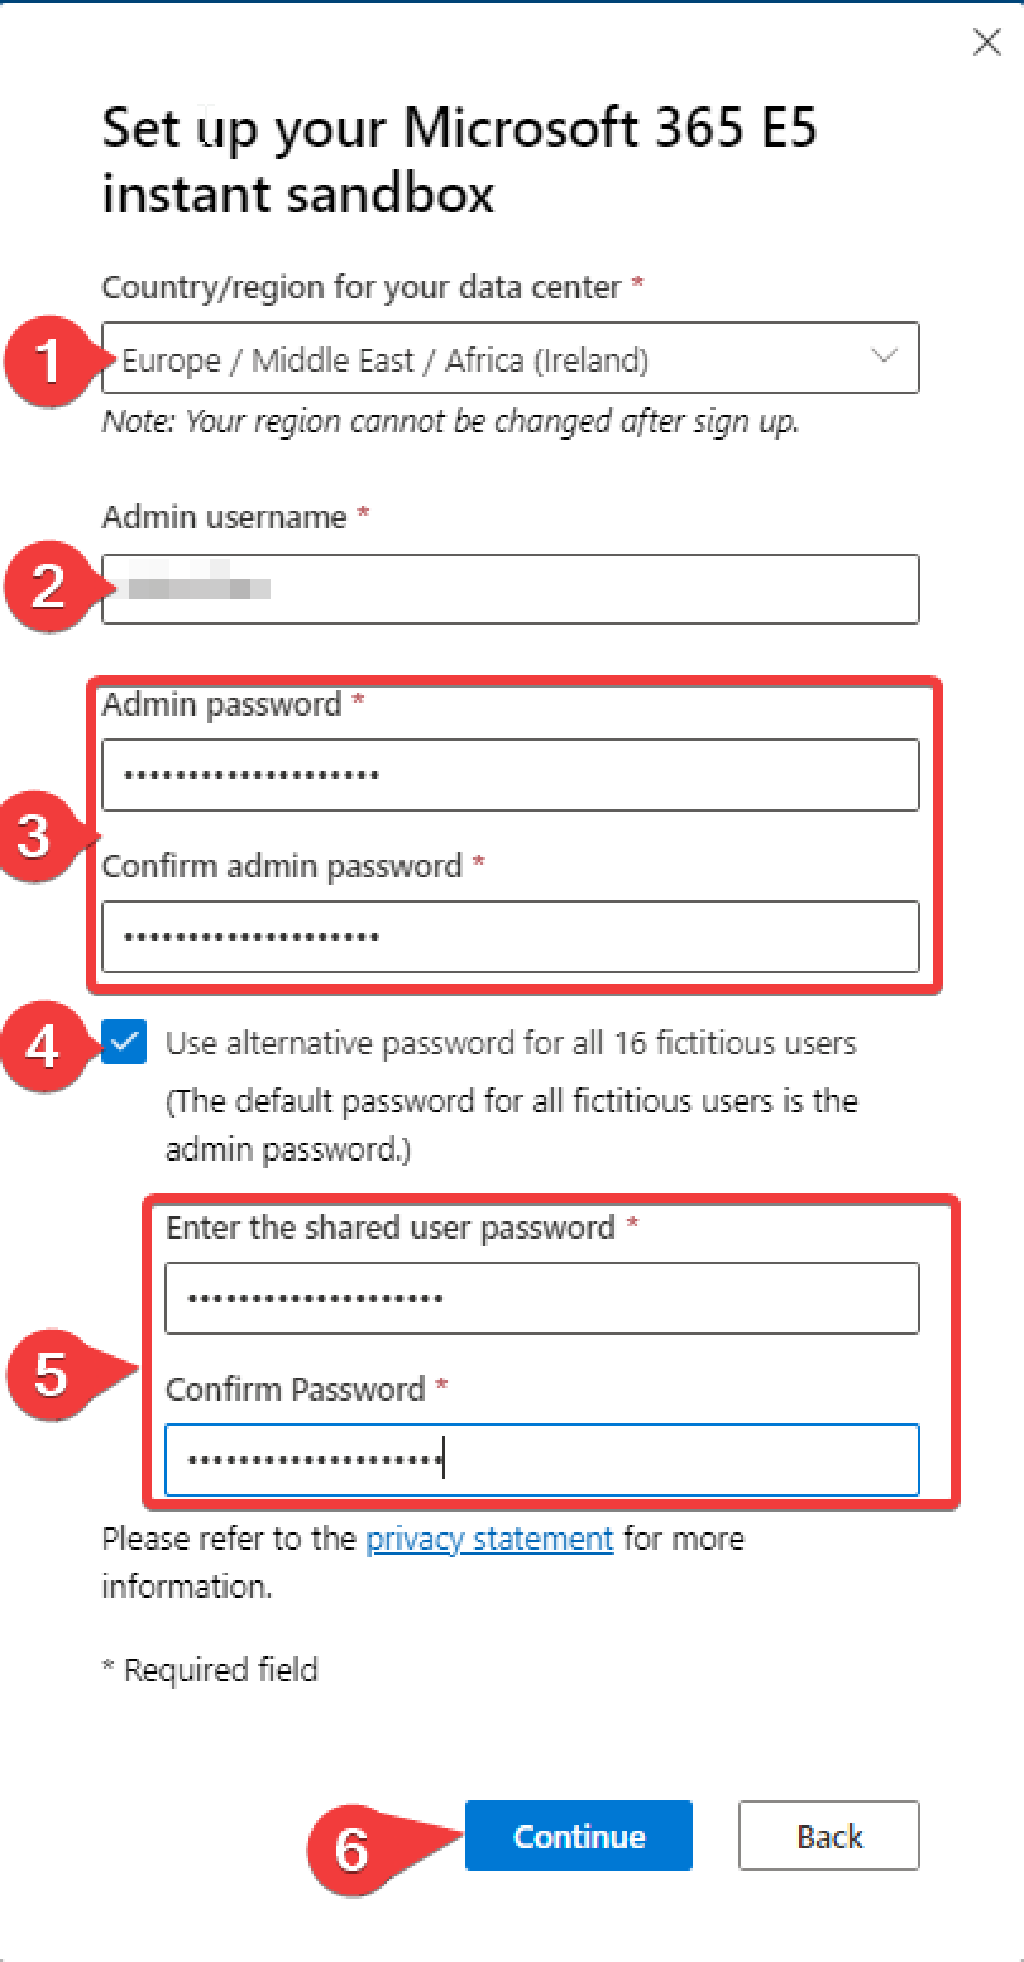 Set up your Microsoft 365 E5
instant sandbox
Country/region for your data center *
1
Europe / Middle East / Africa (Ireland)
Note: Your region cannot be changed after sign up.
Admin username *
2
Admin password *
••••••••••••••••••••
3
Confirm admin password *
••••••••••••••••••••
4
Use alternative password for all 16 fictitious users
(The default password for all fictitious users is the
admin password.)
Enter the shared user password *
••••••••••••••••••••
5
Confirm Password *
••••••••••••••••••••
Please refer to the privacy statement for more
information.
* Required field
6
Continue
Back